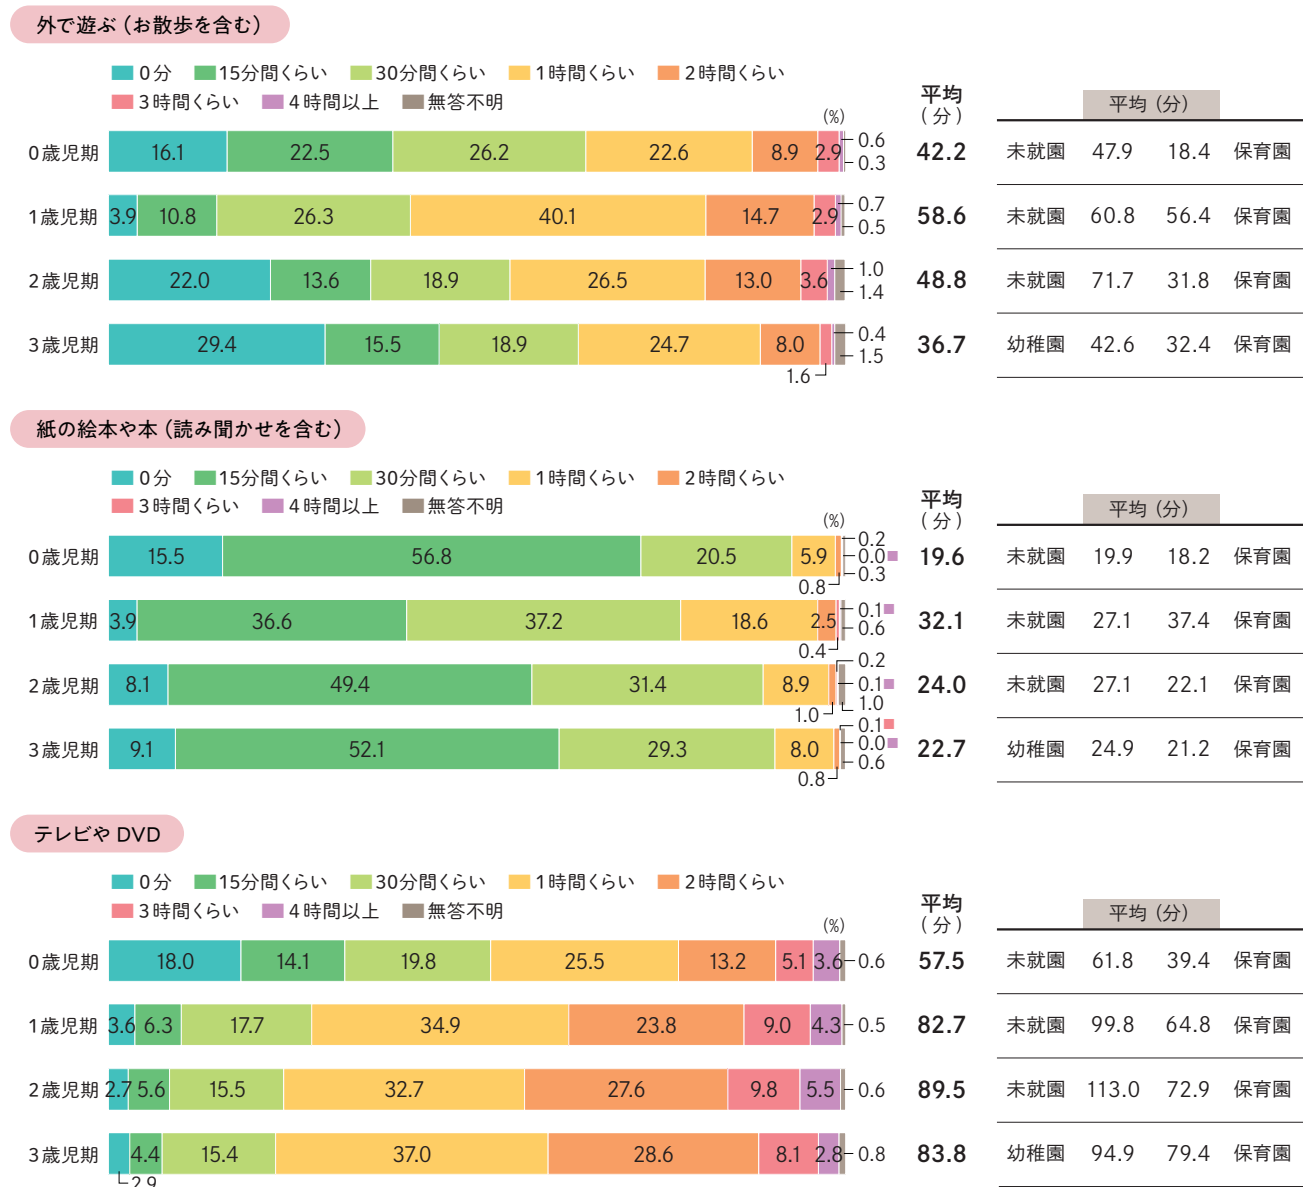 外で遊ぶ（お散歩を含む）
0分 15分間くらい 30分間くらい 1時間くらい 2時間くらい
3時間くらい 4時間以上 無答不明
(%)
平均
（分）
平均（分）
0歳児期 16.1 22.5 26.2 22.6 8.9 2.9 0.6 0.3 42.2 未就園 47.9 18.4 保育園
1歳児期 3.9 10.8 26.3 40.1 14.7 2.9 0.7 0.5 58.6 未就園 60.8 56.4 保育園
2歳児期 22.0 13.6 18.9 26.5 13.0 3.6 1.0 1.4 48.8 未就園 71.7 31.8 保育園
3歳児期 29.4 15.5 18.9 24.7 8.0 1.6 0.4 1.5 36.7 幼稚園 42.6 32.4 保育園
紙の絵本や本（読み聞かせを含む）
0分 15分間くらい 30分間くらい 1時間くらい 2時間くらい
3時間くらい 4時間以上 無答不明
(%)
平均
（分）
平均（分）
0歳児期 15.5 56.8 20.5 5.9 0.8 0.2 0.0 0.3 19.6 未就園 19.9 18.2 保育園
1歳児期 3.9 36.6 37.2 18.6 2.5 0.4 0.1 0.6 32.1 未就園 27.1 37.4 保育園
2歳児期 8.1 49.4 31.4 8.9 1.0 0.2 0.1 1.0 24.0 未就園 27.1 22.1 保育園
3歳児期 9.1 52.1 29.3 8.0 0.8 0.1 0.0 0.6 22.7 幼稚園 24.9 21.2 保育園
テレビや DVD
0分 15分間くらい 30分間くらい 1時間くらい 2時間くらい
3時間くらい 4時間以上 無答不明
(%)
平均
（分）
平均（分）
0歳児期 18.0 14.1 19.8 25.5 13.2 5.1 3.6 0.6 57.5 未就園 61.8 39.4 保育園
1歳児期 3.6 6.3 17.7 34.9 23.8 9.0 4.3 0.5 82.7 未就園 99.8 64.8 保育園
2歳児期 2.7 5.6 15.5 32.7 27.6 9.8 5.5 0.6 89.5 未就園 113.0 72.9 保育園
3歳児期 2.9 4.4 15.4 37.0 28.6 8.1 2.8 0.8 83.8 幼稚園 94.9 79.4 保育園